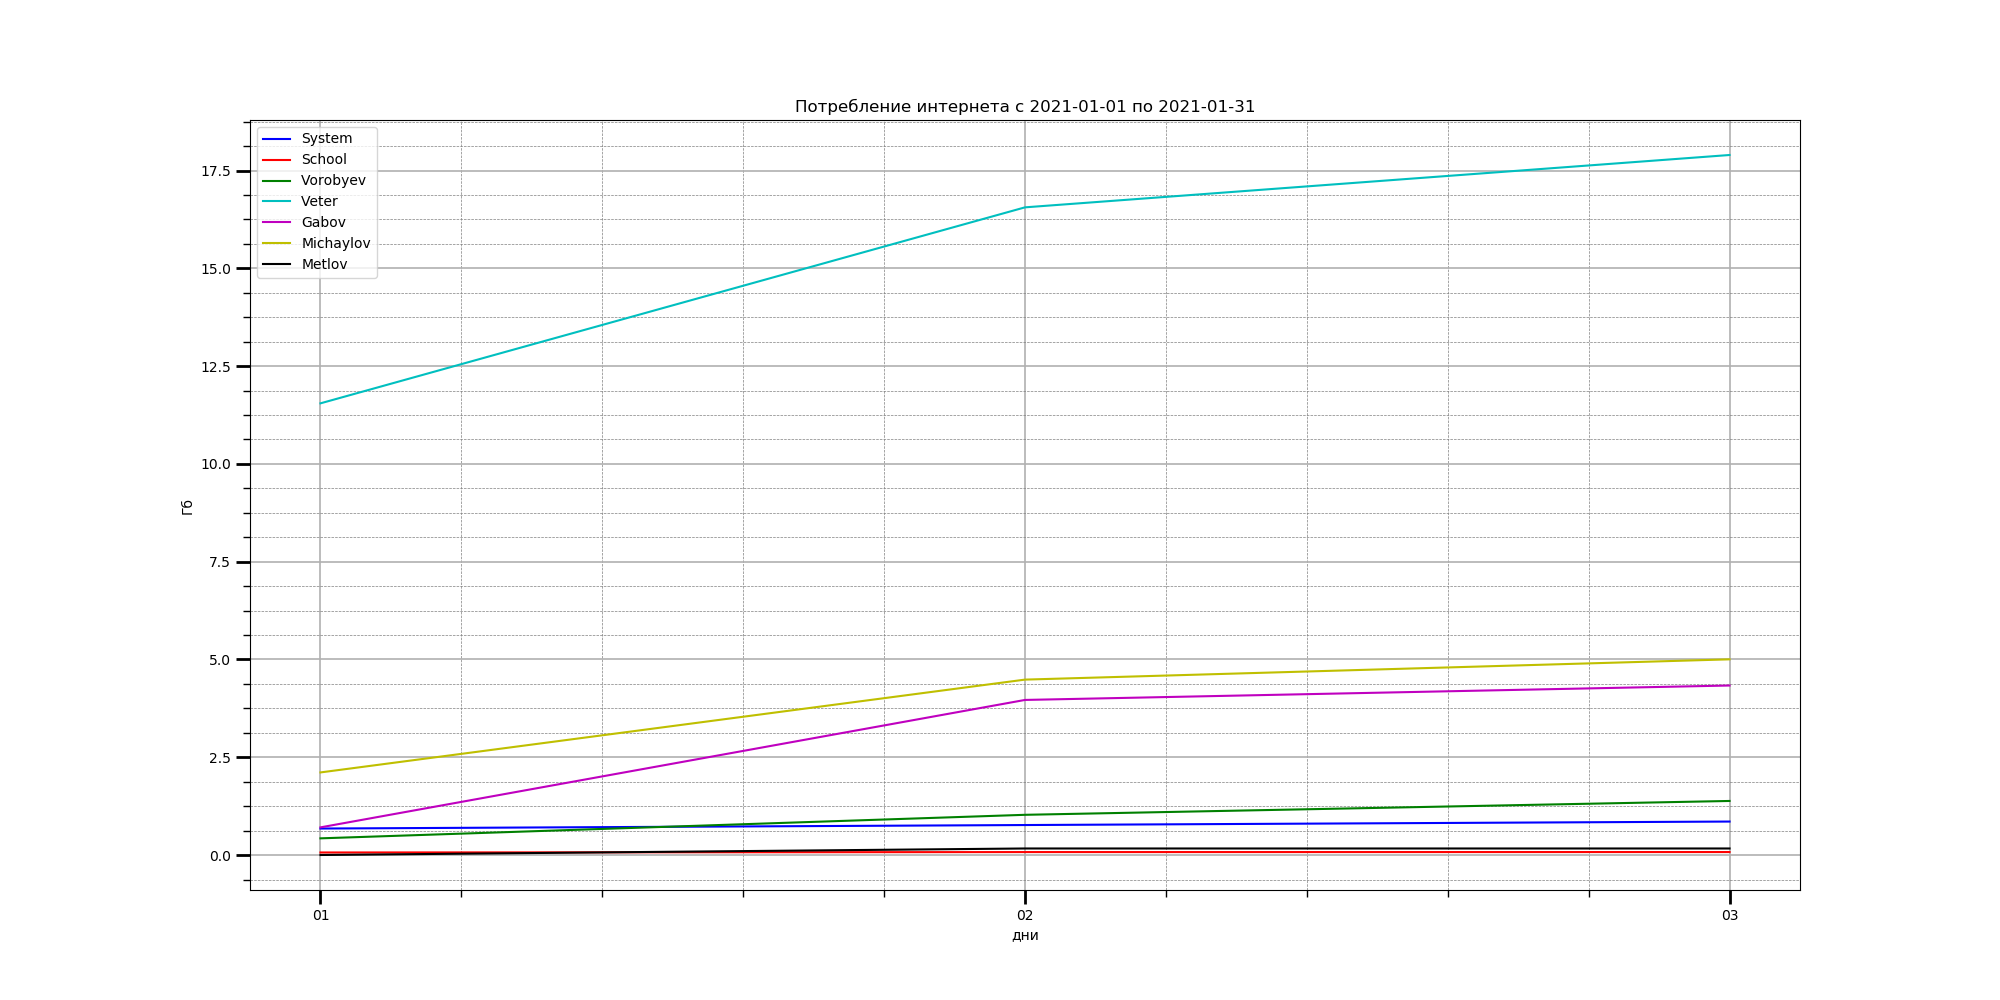 Потребление интернета с 2021-01-01 по 2021-01-31
System
School
Vorobyev
Veter
Gabov
Michaylov
Metlov
17.5
15.0
12.5
10.0
7.5
5.0
2.5
0.0
Гб
01
02
03
дни